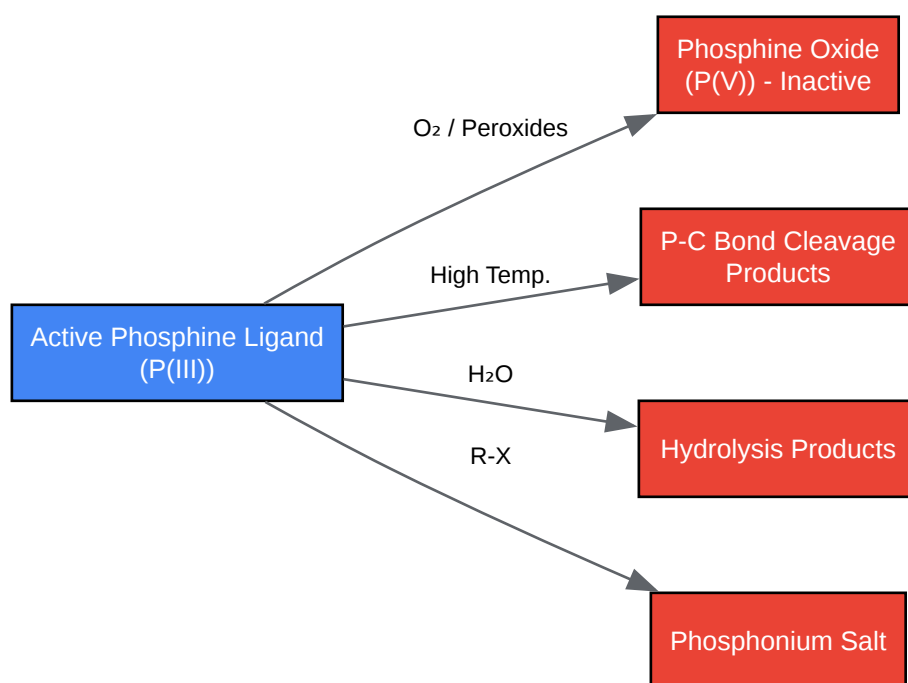 Phosphine Oxide
(P(V)) - Inactive
O₂ / Peroxides
P-C Bond Cleavage
Products
High Temp.
Active Phosphine Ligand
(P(III))
H₂O
Hydrolysis Products
R-X
Phosphonium Salt